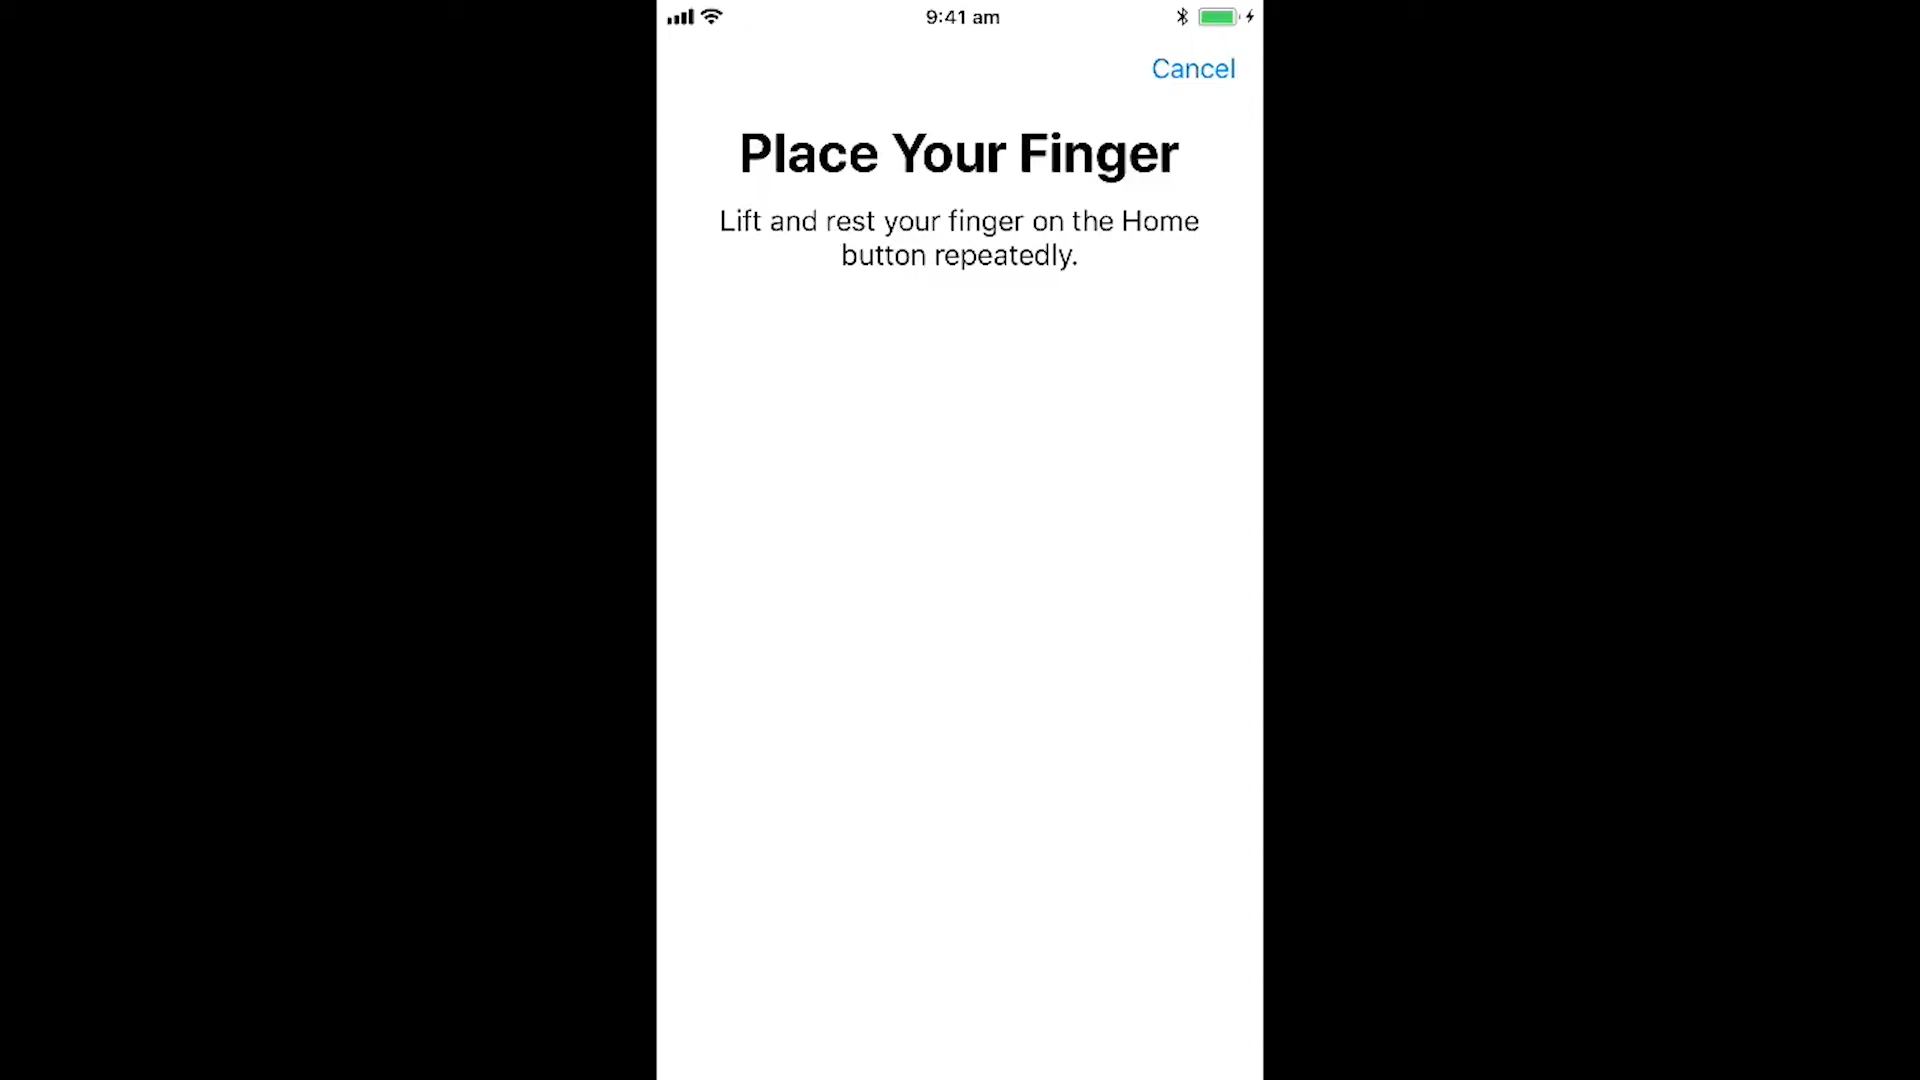 9:41 am
Cancel
Place Your Finger
Lift and rest your finger on the Home
button repeatedly.